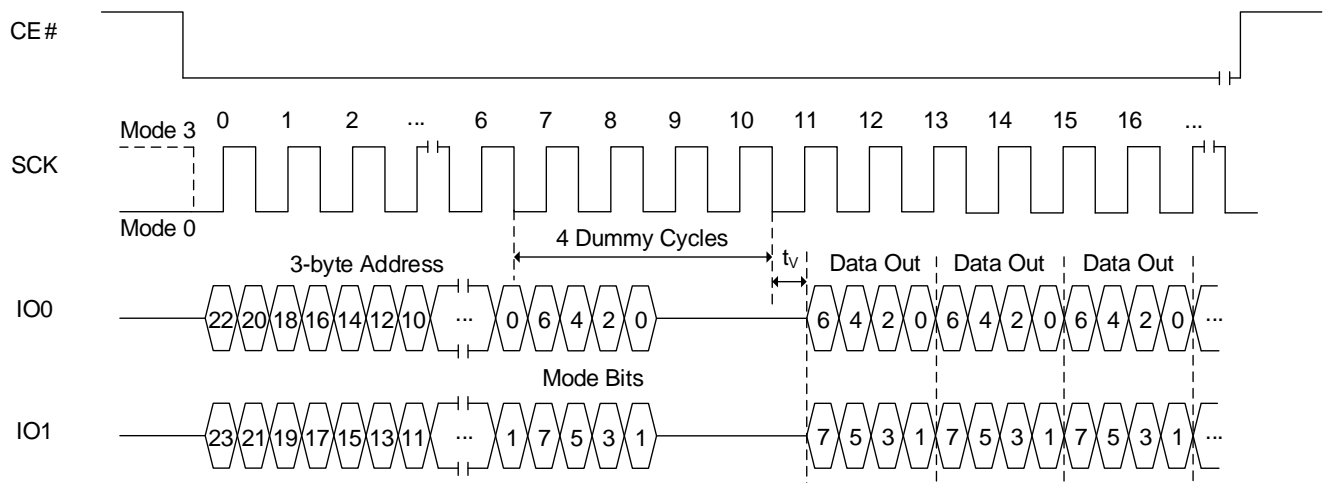 CE#
Mode 3
0 1 2 ... 6 7 8 9 10 11 12 13 14 15 16 ...
SCK
Mode 0
4 Dummy Cycles
3-byte Address
tV
Data Out Data Out Data Out
IO0
22 20 18 16 14 12 10 ... 0 6 4 2 0 6 4 2 0 6 4 2 0 6 4 2 0 ...
Mode Bits
IO1
23 21 19 17 15 13 11 ... 1 7 5 3 1 7 5 3 1 7 5 3 1 7 5 3 1 ...